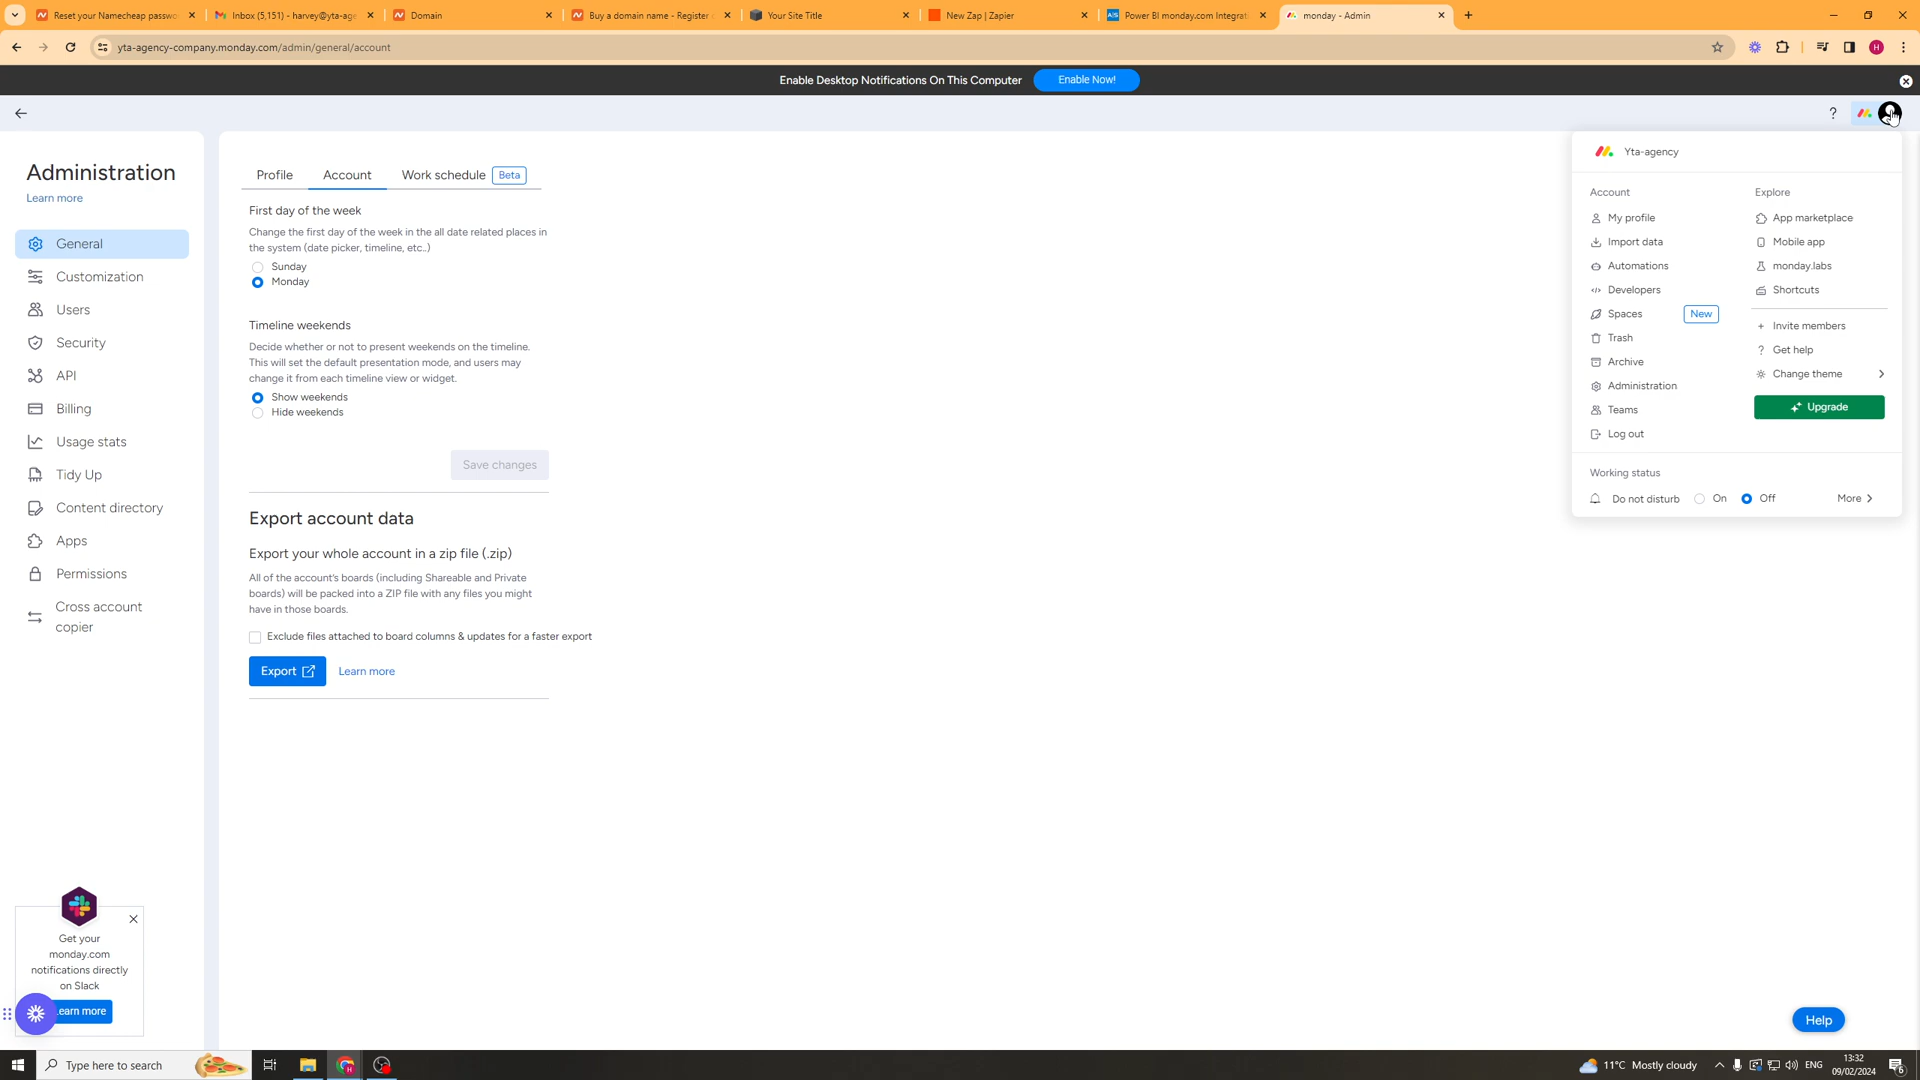 Reset your Namecheap passwo
Inbox (5,151) - harvey@yta-age
Domain
Buy a domain name - Register
Your Site Title
New Zap | Zapier
Power BI monday.com Integrat
monday - Admin
yta-agency-company.monday.com/admin/general/account
H
Enable Desktop Notifications On This Computer
Enable Now!
Administration
Learn more
General
Customization
Users
Security
API
Billing
Usage stats
Tidy Up
Content directory
Apps
Permissions
Cross account
copier
Get your
monday.com
notifications directly
on Slack
earn more
Profile
Account
Work schedule
Beta
First day of the week
Change the first day of the week in the all date related places in
the system (date picker, timeline, etc..)
Sunday
Monday
Timeline weekends
Decide whether or not to present weekends on the timeline.
This will set the default presentation mode, and users may
change it from each timeline view or widget.
Show weekends
Hide weekends
Save changes
Export account data
Export your whole account in a zip file (.zip)
All of the account's boards (including Shareable and Private
boards) will be packed into a ZIP file with any files you might
have in those boards.
Exclude files attached to board columns & updates for a faster export
Export
Learn more
?
Yta-agency
Account
My profile
Import data
Automations
Developers
Spaces
New
Trash
Archive
Administration
Teams
Log out
Explore
App marketplace
Mobile app
monday.labs
Shortcuts
Invite members
Get help
Change theme
Upgrade
Working status
Do not disturb
On
Off
More
Help
Type here to search
11°C Mostly cloudy
ENG
13:32
09/02/2024